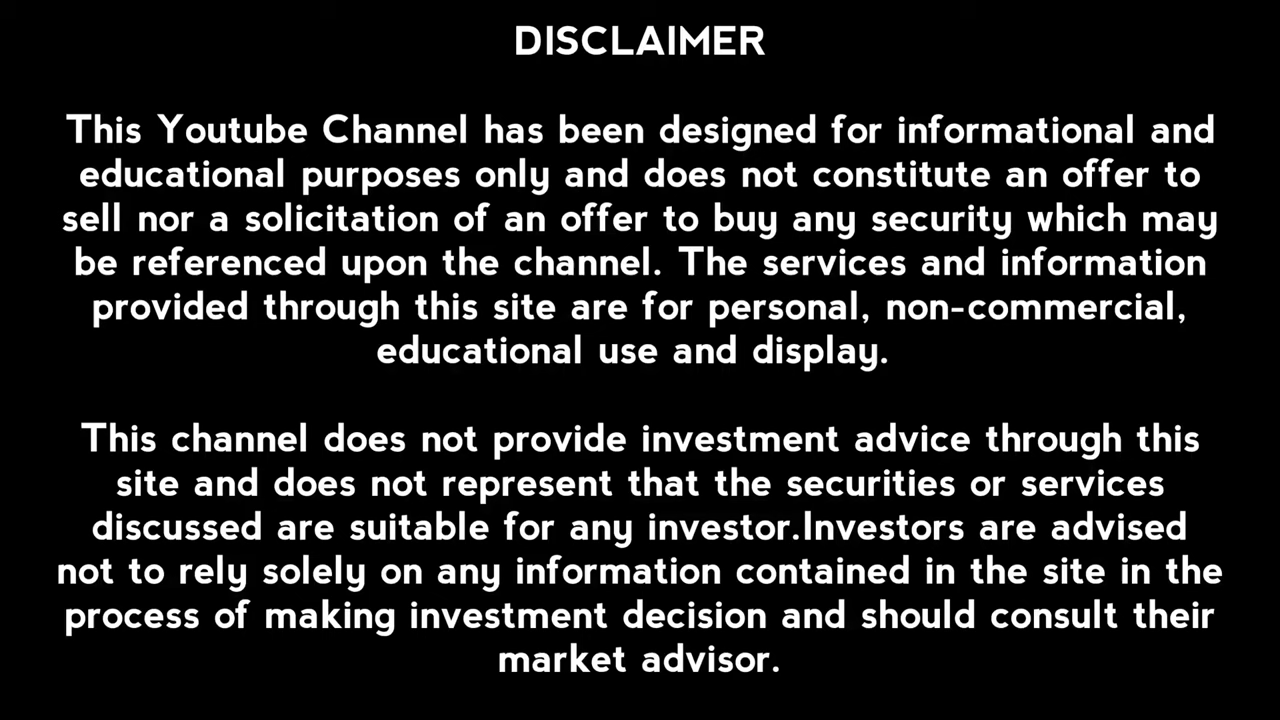 DISCLAIMER
This Youtube Channel has been designed for informational and
educational purposes only and does not constitute an offer to
sell nor a solicitation of an offer to buy any security which may
be referenced upon the channel. The services and information
provided through this site are for personal, non-commercial,
educational use and display.
This channel does not provide investment advice through this
site and does not represent that the securities or services
discussed are suitable for any investor.Investors are advised
not to rely solely on any information contained in the site in the
process of making investment decision and should consult their
market advisor.